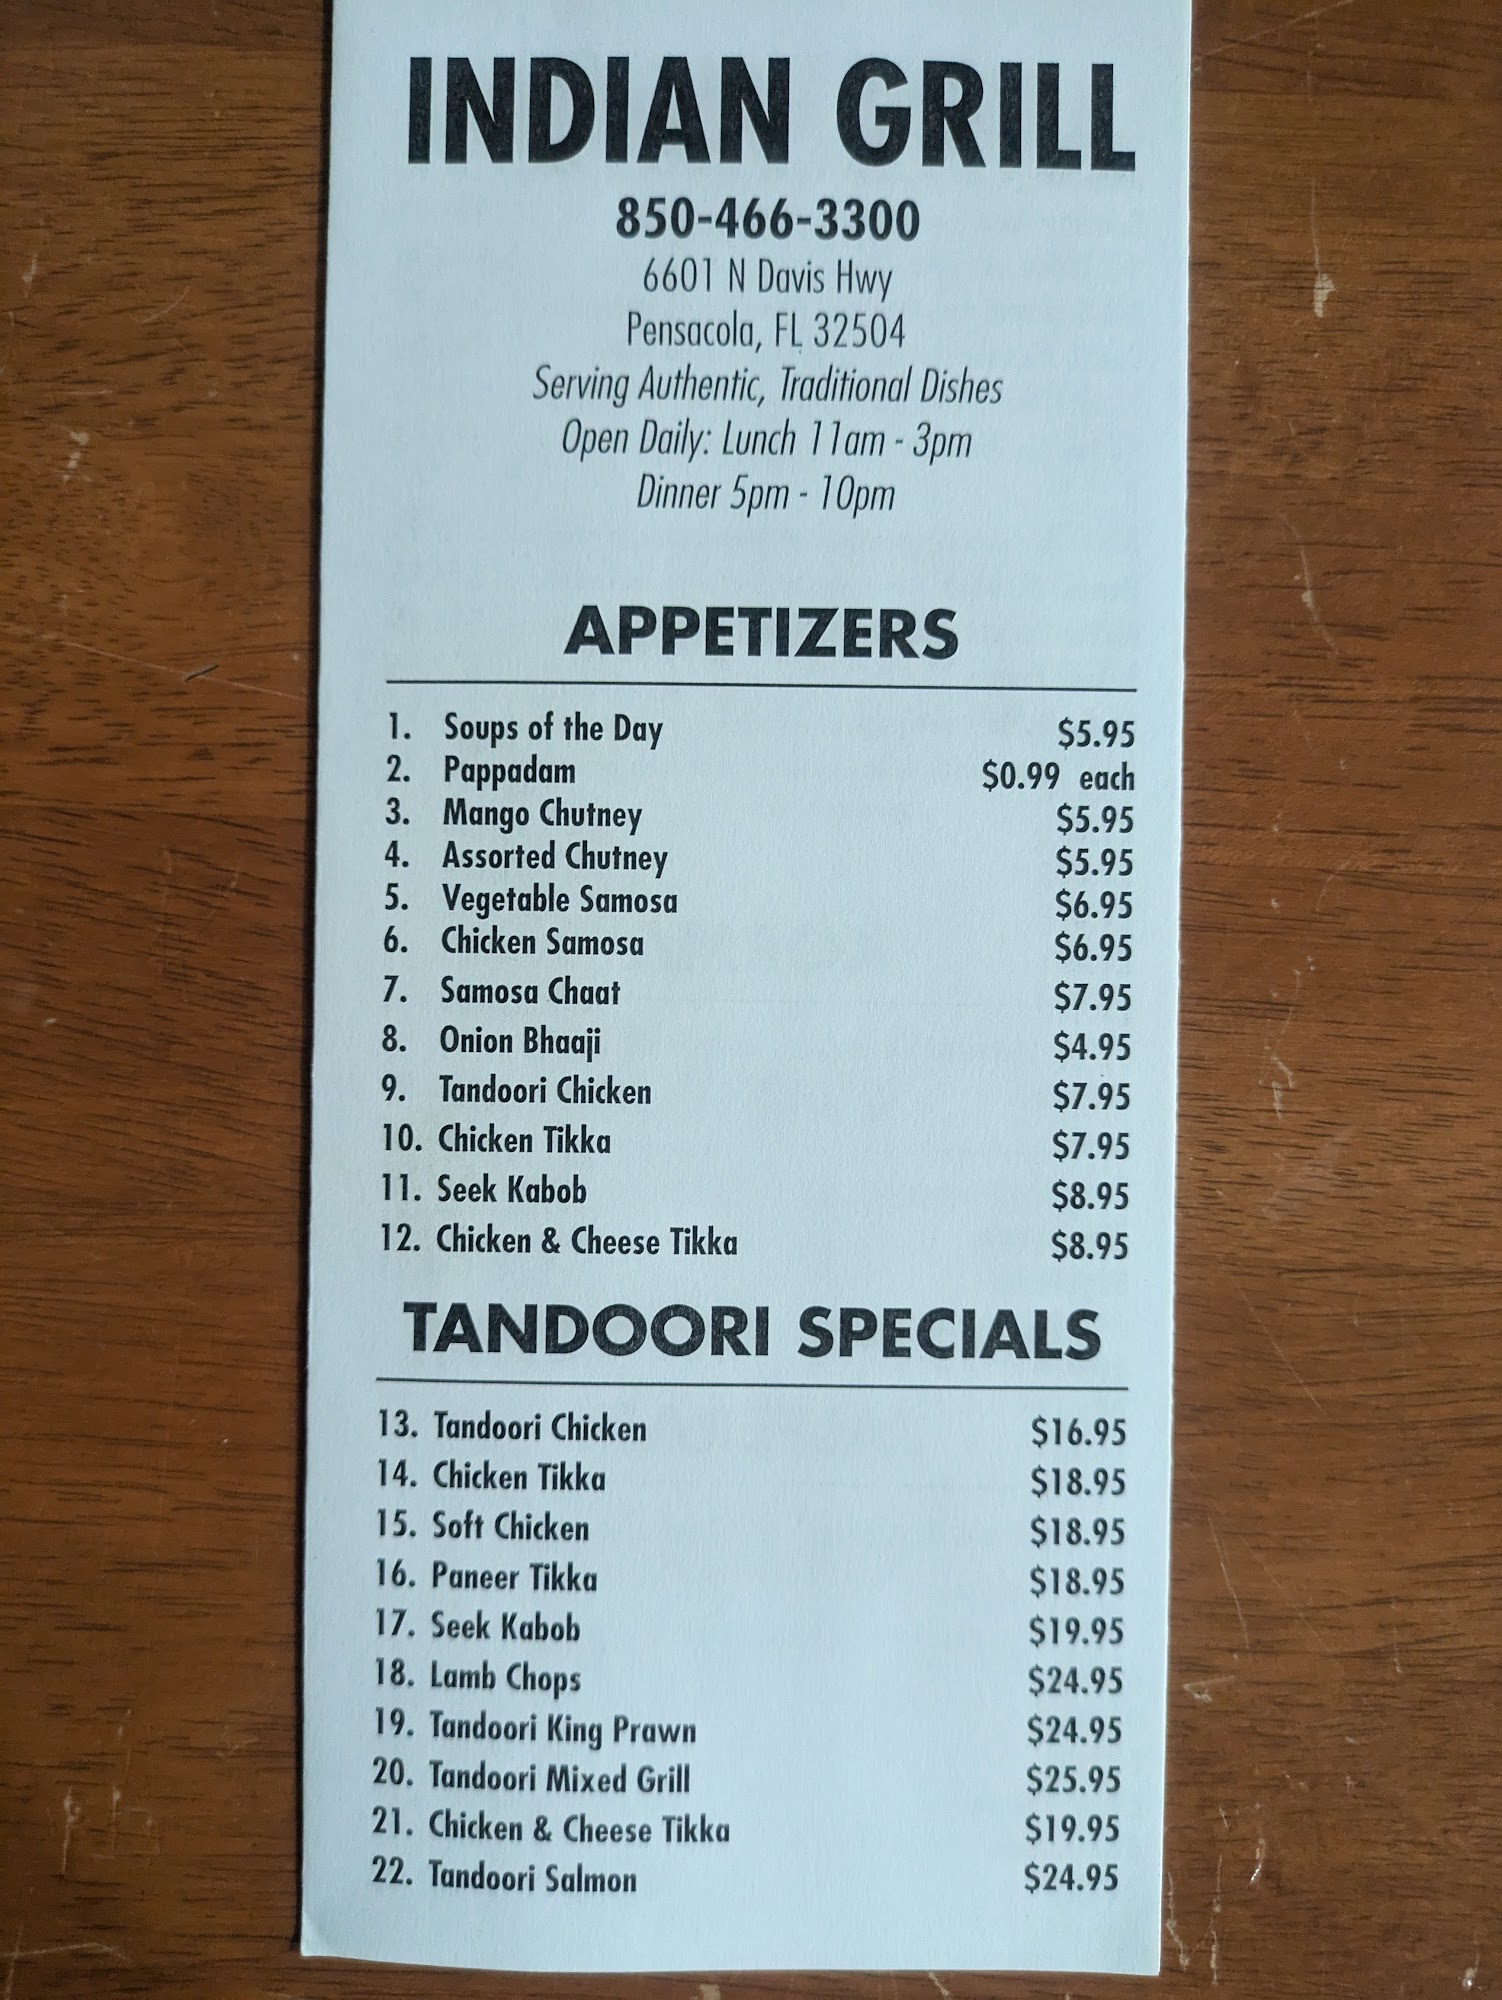 INDIAN GRILL
850-466-3300
6601 N Davis Hwy
Pensacola, FL 32504
Serving Authentic, Traditional Dishes
Open Daily: Lunch 11am - 3pm
Dinner 5pm - 10pm
APPETIZERS
1. Soups of the Day $5.95
2. Pappadam $0.99 each
3. Mango Chutney $5.95
4. Assorted Chutney $5.95
5. Vegetable Samosa $6.95
6. Chicken Samosa $6.95
7. Samosa Chaat $7.95
8. Onion Bhaaji $4.95
9. Tandoori Chicken $7.95
10. Chicken Tikka $7.95
11. Seek Kabob $8.95
12. Chicken & Cheese Tikka $8.95
TANDOORI SPECIALS
13. Tandoori Chicken $16.95
14. Chicken Tikka $18.95
15. Soft Chicken $18.95
16. Paneer Tikka $18.95
17. Seek Kabob $19.95
18. Lamb Chops $24.95
19. Tandoori King Prawn $24.95
20. Tandoori Mixed Grill $25.95
21. Chicken & Cheese Tikka $19.95
22. Tandoori Salmon $24.95